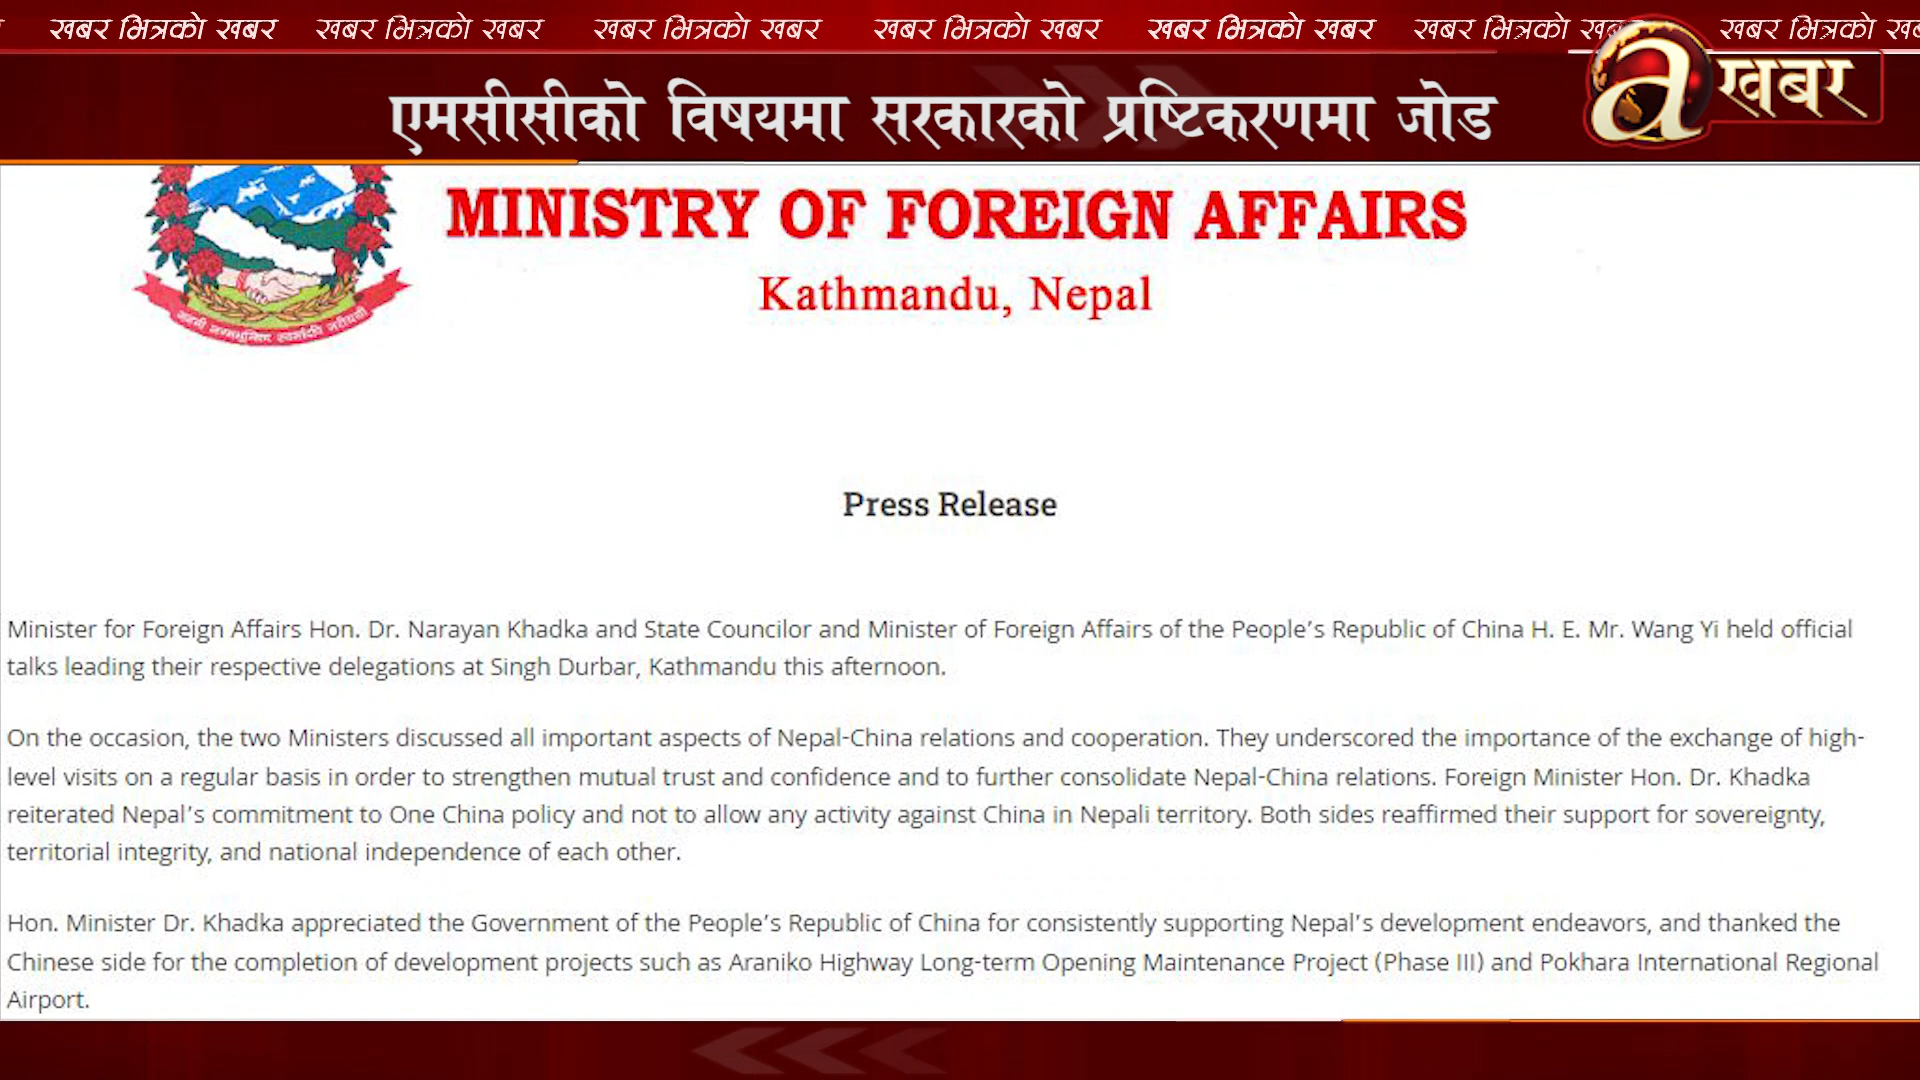 खबर भित्रको खबर खबर भित्रको खबर खबर भित्रको खबर खबर भित्रको खबर खबर भित्रको खबर खबर भित्रको खबर खबर भित्रको
एमसीसीको विषयमा सरकारको प्रष्टिकरणमा जोड
a खबर
MINISTRY OF FOREIGN AFFAIRS
Kathmandu, Nepal
जननी जन्मभूमिश्च स्वर्गादपि गरीयसी
Press Release
Minister for Foreign Affairs Hon. Dr. Narayan Khadka and State Councilor and Minister of Foreign Affairs of the People's Republic of China H. E. Mr. Wang Yi held official
talks leading their respective delegations at Singh Durbar, Kathmandu this afternoon.
On the occasion, the two Ministers discussed all important aspects of Nepal-China relations and cooperation. They underscored the importance of the exchange of high-
level visits on a regular basis in order to strengthen mutual trust and confidence and to further consolidate Nepal-China relations. Foreign Minister Hon. Dr. Khadka
reiterated Nepal's commitment to One China policy and not to allow any activity against China in Nepali territory. Both sides reaffirmed their support for sovereignty,
territorial integrity, and national independence of each other.
Hon. Minister Dr. Khadka appreciated the Government of the People's Republic of China for consistently supporting Nepal's development endeavors, and thanked the
Chinese side for the completion of development projects such as Araniko Highway Long-term Opening Maintenance Project (Phase III) and Pokhara International Regional
Airport.